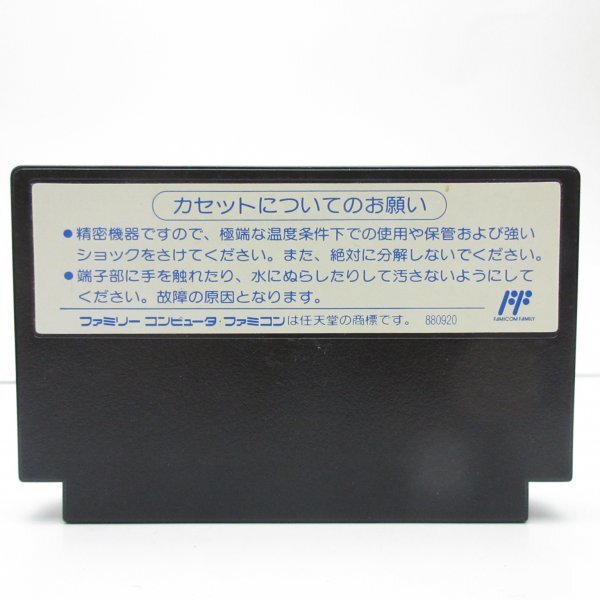 カセットについてのお願い
●精密機器ですので、極端な温度条件下での使用や保管および強い
ショックをさけてください。また、絶対に分解しないでください。
●端子部に手を触れたり、水にぬらしたりして汚さないようにして
ください。故障の原因となります。
FAMICOM FAMILY
ファミリー コンピュータ・ファミコンは任天堂の商標です。 880920